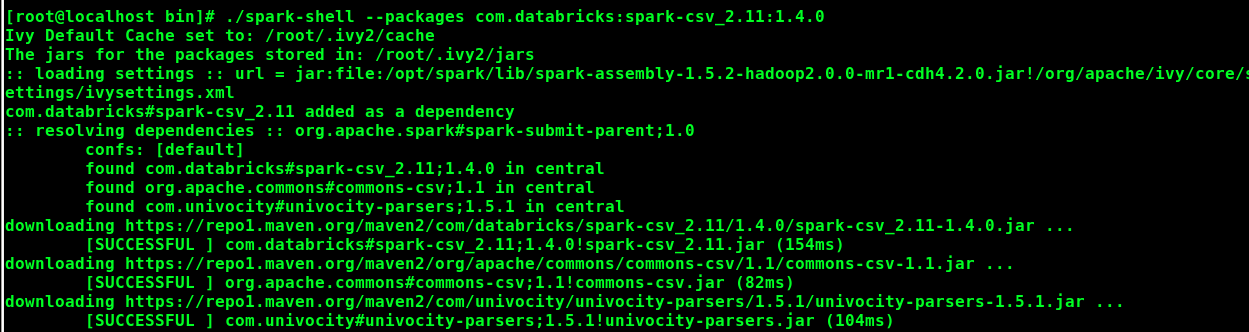 [root@localhost bin]# ./spark-shell --packages com.databricks:spark-csv_2.11:1.4.0
Ivy Default Cache set to: /root/.ivy2/cache
The jars for the packages stored in: /root/.ivy2/jars
:: loading settings :: url = jar:file:/opt/spark/lib/spark-assembly-1.5.2-hadoop2.0.0-mr1-cdh4.2.0.jar!/org/apache/ivy/core/s
ettings/ivysettings.xml
com.databricks#spark-csv_2.11 added as a dependency
:: resolving dependencies :: org.apache.spark#spark-submit-parent;1.0
        confs: [default]
        found com.databricks#spark-csv_2.11;1.4.0 in central
        found org.apache.commons#commons-csv;1.1 in central
        found com.univocity#univocity-parsers;1.5.1 in central
downloading https://repo1.maven.org/maven2/com/databricks/spark-csv_2.11/1.4.0/spark-csv_2.11-1.4.0.jar ...
        [SUCCESSFUL ] com.databricks#spark-csv_2.11;1.4.0!spark-csv_2.11.jar (154ms)
downloading https://repo1.maven.org/maven2/org/apache/commons/commons-csv/1.1/commons-csv-1.1.jar ...
        [SUCCESSFUL ] org.apache.commons#commons-csv;1.1!commons-csv.jar (82ms)
downloading https://repo1.maven.org/maven2/com/univocity/univocity-parsers/1.5.1/univocity-parsers-1.5.1.jar ...
        [SUCCESSFUL ] com.univocity#univocity-parsers;1.5.1!univocity-parsers.jar (104ms)